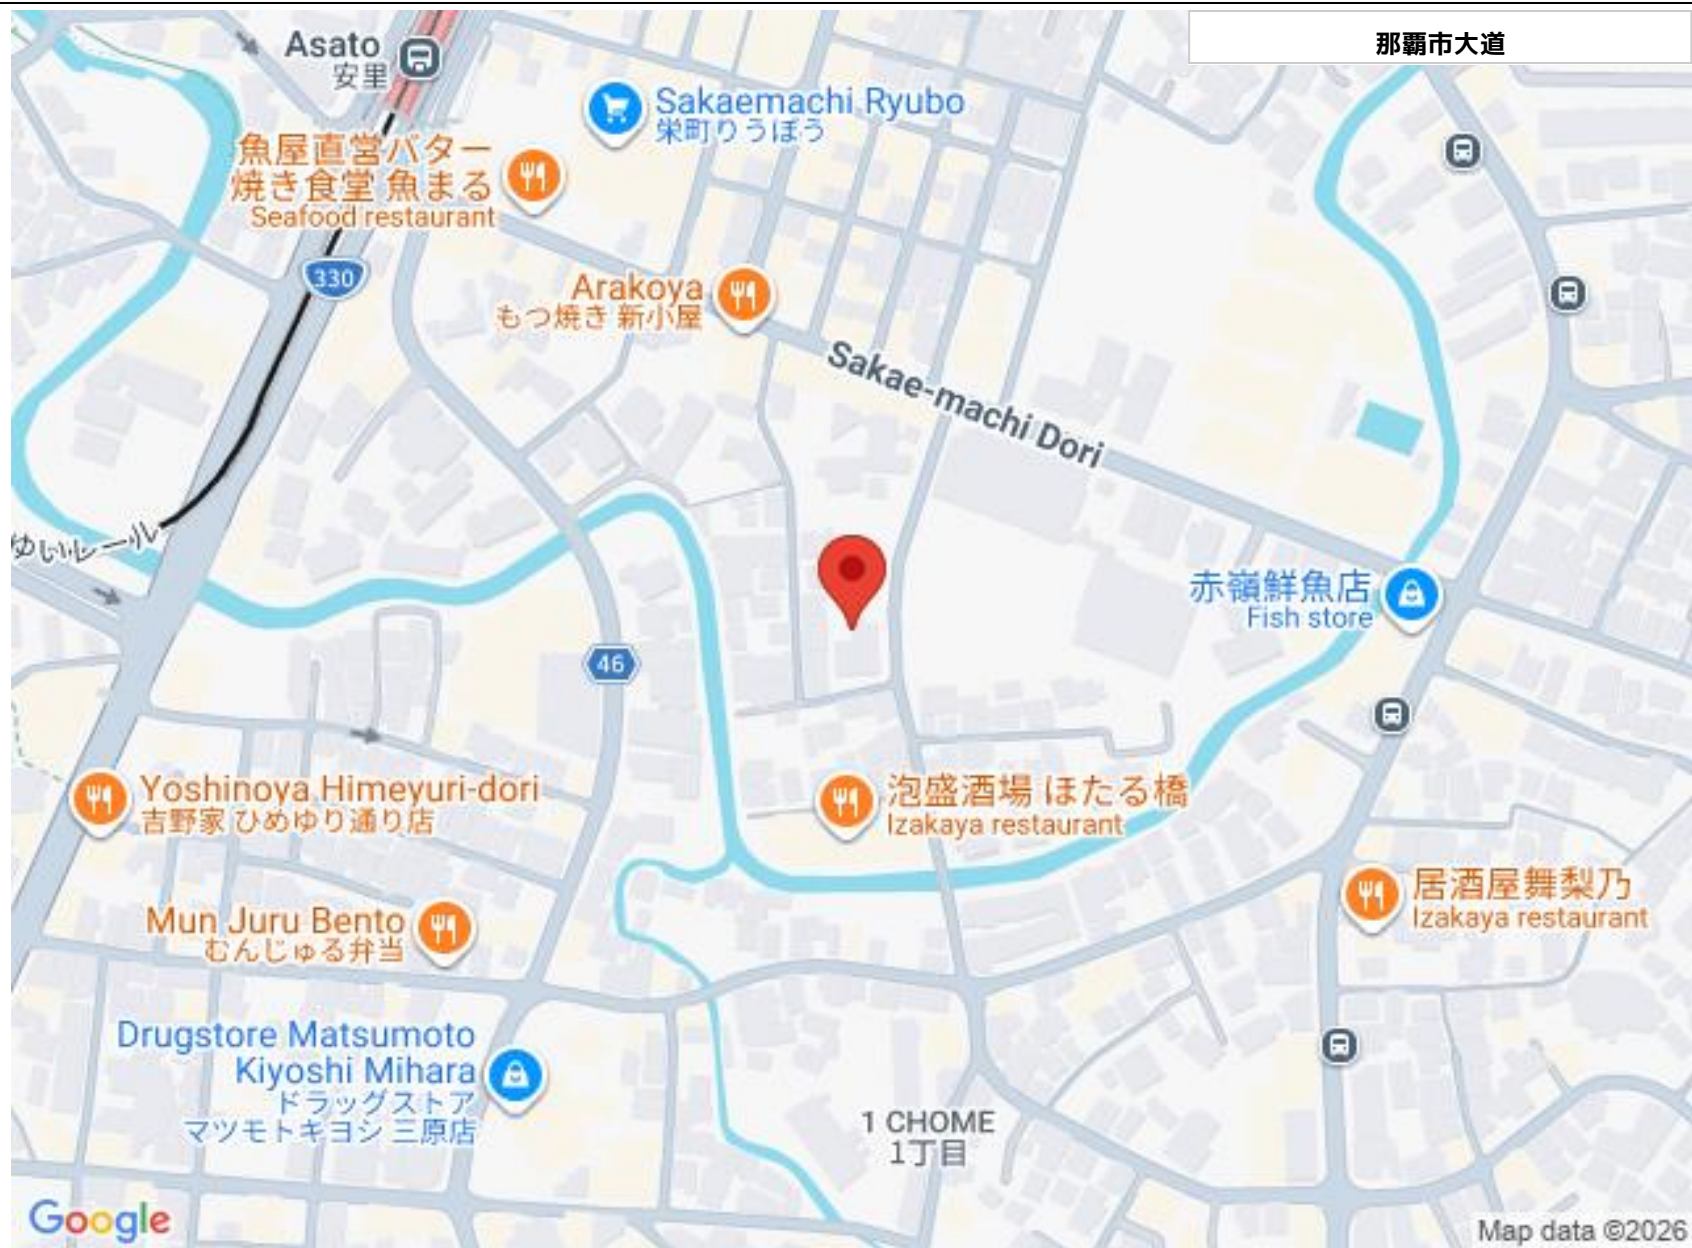 那覇市大道
Asato
安里
Sakaemachi Ryubo
栄町りうぼう
魚屋直営バター
焼き食堂 魚まる
Seafood restaurant
330
Arakoya
もつ焼き 新小屋
Sakae-machi Dori
ゆいレール
赤嶺鮮魚店
Fish store
46
Yoshinoya Himeyuri-dori
吉野家 ひめゆり通り店
泡盛酒場 ほたる橋
Izakaya restaurant
居酒屋舞梨乃
Izakaya restaurant
Mun Juru Bento
むんじゅる弁当
Drugstore Matsumoto
Kiyoshi Mihara
ドラッグストア
マツモトキヨシ 三原店
1 CHOME
1丁目
Google
Map data ©2026